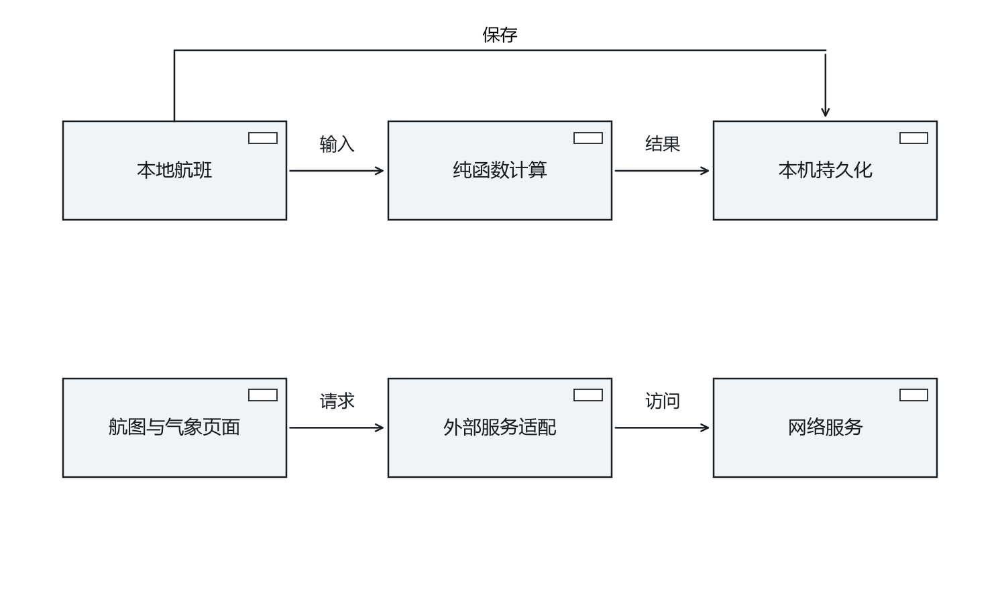 保存
本地航班
输入
纯函数计算
结果
本机持久化
航图与气象页面
请求
外部服务适配
访问
网络服务